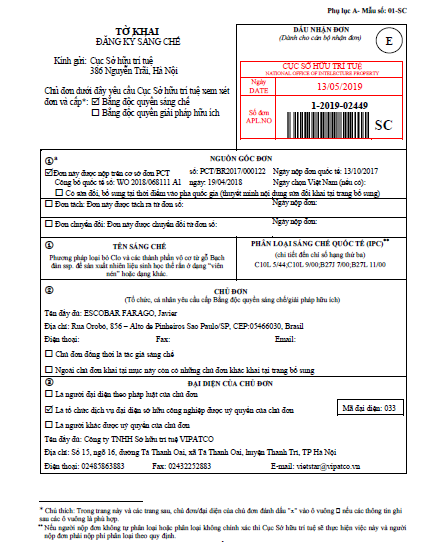 Phụ lục A- Mẫu số: 01-SC
TỜ KHAI
ĐĂNG KÝ SÁNG CHẾ
Kính gửi: Cục Sở hữu trí tuệ
386 Nguyễn Trãi, Hà Nội
Chủ đơn dưới đây yêu cầu Cục Sở hữu trí tuệ xem xét
đơn và cấp*: ☑ Bằng độc quyền sáng chế
☐ Bằng độc quyền giải pháp hữu ích
DẤU NHẬN ĐƠN
(Dành cho cán bộ nhận đơn)
E
CỤC SỞ HỮU TRÍ TUỆ
NATIONAL OFFICE OF INTELECTUAL PROPERTY
Ngày
DATE
13/05/2019
Số đơn
APL.NO
1-2019-02449
SC
①* NGUỒN GỐC ĐƠN
☑Đơn này được nộp trên cơ sở đơn PCT số: PCT/BR2017/000122 Ngày nộp đơn quốc tế: 13/10/2017
Công bố quốc tế số: WO 2018/068111 A1 ngày: 19/04/2018 Ngày chọn Việt Nam (nếu có):
☐ Có sửa đổi, bổ sung tại thời điểm vào pha quốc gia (thuyết minh nội dung sửa đổi khai tại trang bổ sung)
☐ Đơn tách: Đơn này được tách ra từ đơn số: Ngày nộp đơn:
☐ Đơn chuyển đổi: Đơn này được chuyển đổi từ đơn số: Ngày nộp đơn:
① TÊN SÁNG CHẾ
Phương pháp loại bỏ Clo và các thành phần vô cơ từ gỗ Bạch
đàn ssp. để sản xuất nhiên liệu sinh học thể rắn ở dạng "viên
nén" hoặc dạng khác.
PHÂN LOẠI SÁNG CHẾ QUỐC TẾ (IPC)**
(chi tiết đến chỉ số hạng thứ ba)
C10L 5/44;C10L 9/00;B27J 7/00;B27L 11/00
② CHỦ ĐƠN
(Tổ chức, cá nhân yêu cầu cấp Bằng độc quyền sáng chế/giải pháp hữu ích)
Tên đầy đủ: ESCOBAR FARAGO, Javier
Địa chỉ: Rua Orobó, 856 – Alto de Pinheiros Sao Paulo/SP, CEP:05466030, Brasil
Điện thoại: Fax: Email:
☐ Chủ đơn đồng thời là tác giả sáng chế
☐ Ngoài chủ đơn khai tại mục này còn có những chủ đơn khác khai tại trang bổ sung
③ ĐẠI DIỆN CỦA CHỦ ĐƠN
☐ Là người đại diện theo pháp luật của chủ đơn
☑ Là tổ chức dịch vụ đại diện sở hữu công nghiệp được uỷ quyền của chủ đơn
Mã đại diện: 033
☐ Là người khác được uỷ quyền của chủ đơn
Tên đầy đủ: Công ty TNHH Sở hữu trí tuệ VIPATCO
Địa chỉ: Số 15, ngõ 16, đường Tả Thanh Oai, xã Tả Thanh Oai, huyện Thanh Trì, TP Hà Nội
Điện thoại: 02485863883 Fax: 02432252883 E-mail: vietstar@vipatco.vn
* Chú thích: Trong trang này và các trang sau, chủ đơn/đại diện của chủ đơn đánh dấu "x" vào ô vuông ☐ nếu các thông tin ghi
sau các ô vuông là phù hợp.
** Nếu người nộp đơn không tự phân loại hoặc phân loại không chính xác thì Cục Sở hữu trí tuệ sẽ thực hiện việc này và người
nộp đơn phải nộp phí phân loại theo quy định.